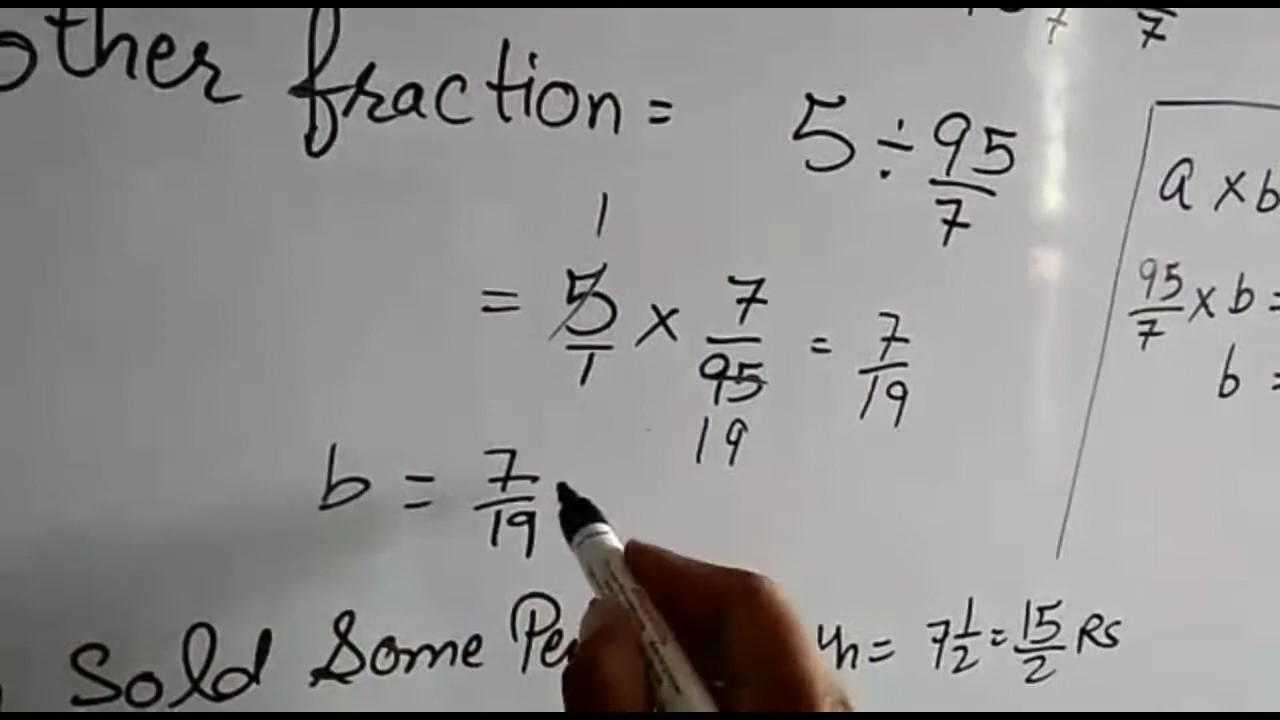 other fraction = 5 ÷ 95/7
a x b
1
= 5/1 x 7/95 = 7/19
95/7 x b =
19
b =
b = 7/19
Sold Some = 7 1/2 = 15/2 RS